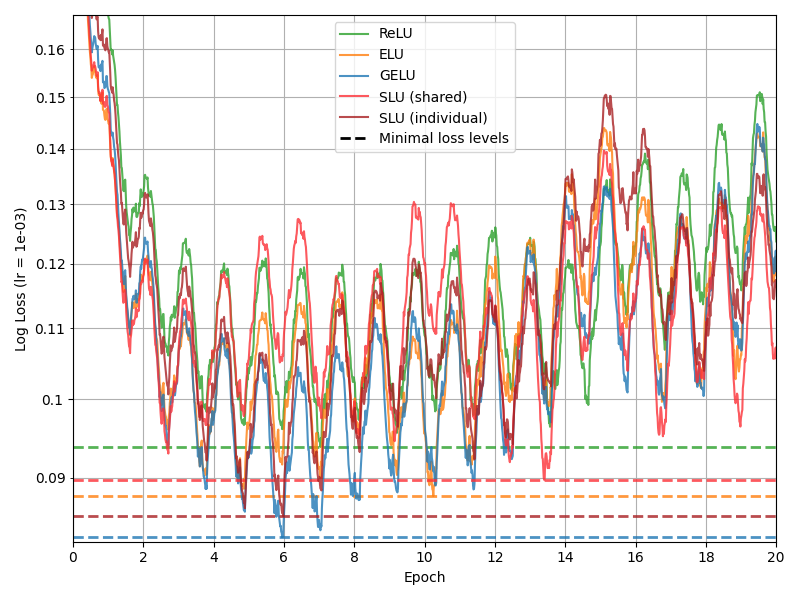 0.16
0.15
0.14
0.13
0.12
0.11
0.1
0.09
Log Loss (lr = 1e-03)
ReLU
ELU
GELU
SLU (shared)
SLU (individual)
Minimal loss levels
0 2 4 6 8 10 12 14 16 18 20
Epoch